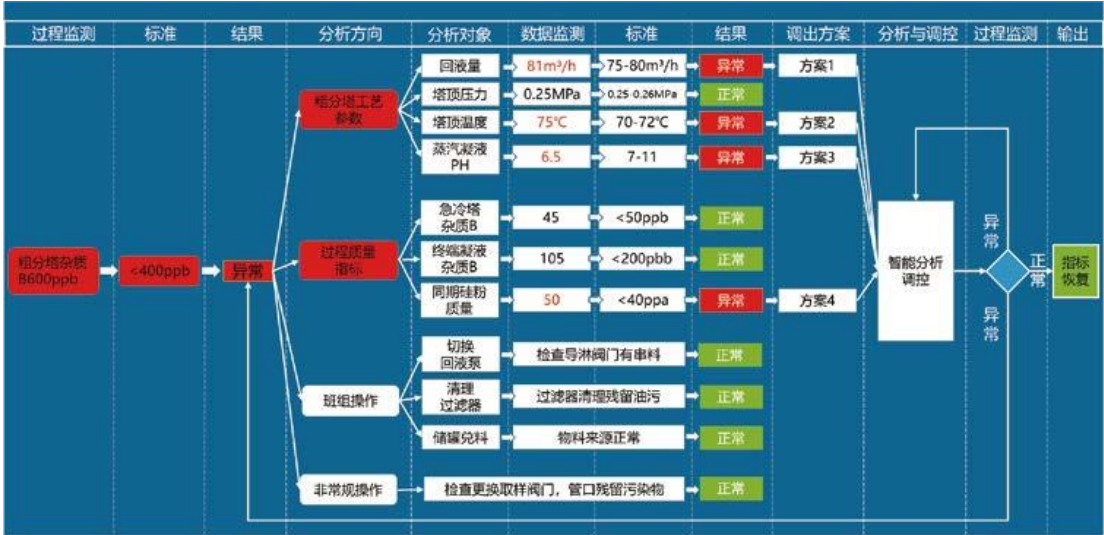 过程监测 标准 结果 分析方向 分析对象 数据监测 标准 结果 调出方案 分析与调控 过程监测 输出
粗分塔杂质
B600ppb
<400ppb
异常
粗分塔工艺
参数
回液量 81m³/h 75-80m³/h 异常 方案1
塔顶压力 0.25MPa 0.25-0.26MPa 正常
塔顶温度 75℃ 70-72℃ 异常 方案2
蒸汽凝液
PH
6.5 7-11 异常 方案3
过程质量
指标
急冷塔
杂质B
45 <50ppb 正常
终端凝液
杂质B
105 <200pbb 正常
同期硅粉
质量
50 <40ppa 异常 方案4
班组操作
切换
回液泵
检查导淋阀门有串料 正常
清理
过滤器
过滤器清理残留油污 正常
储罐兑料 物料来源正常 正常
非常规操作 检查更换取样阀门，管口残留污染物 正常
智能分析
调控
异常
正常
异常
指标
恢复